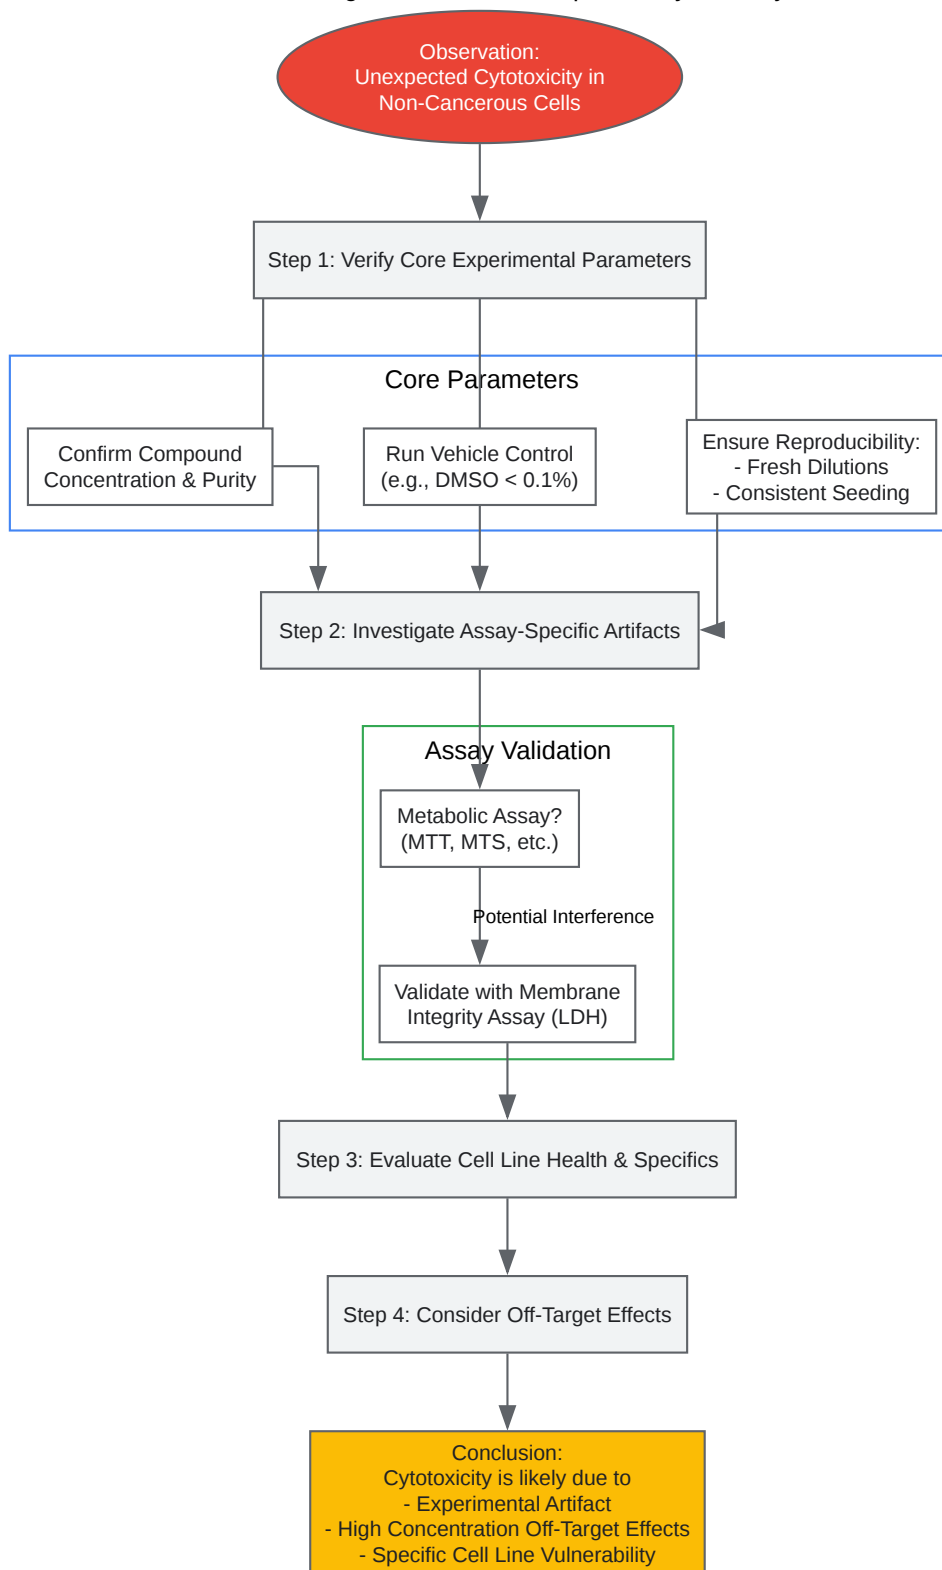 Observation:
Unexpected Cytotoxicity in
Non-Cancerous Cells
Step 1: Verify Core Experimental Parameters
Core Parameters
Confirm Compound
Concentration & Purity
Run Vehicle Control
(e.g., DMSO < 0.1%)
Ensure Reproducibility:
- Fresh Dilutions
- Consistent Seeding
Step 2: Investigate Assay-Specific Artifacts
Assay Validation
Metabolic Assay?
(MTT, MTS, etc.)
Potential Interference
Validate with Membrane
Integrity Assay (LDH)
Step 3: Evaluate Cell Line Health & Specifics
Step 4: Consider Off-Target Effects
Conclusion:
Cytotoxicity is likely due to
- Experimental Artifact
- High Concentration Off-Target Effects
- Specific Cell Line Vulnerability